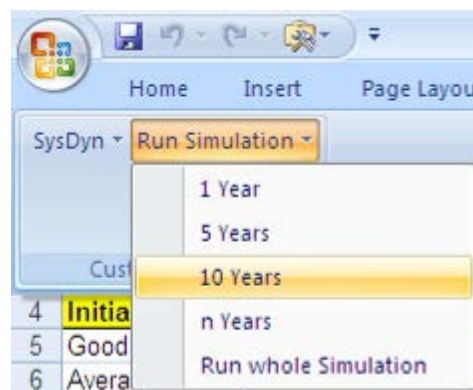 Home Insert Page Layou
SysDyn Run Simulation
1 Year
5 Years
Cust
10 Years
4 Initia
n Years
5 Good
Run whole Simulation
6 Avera